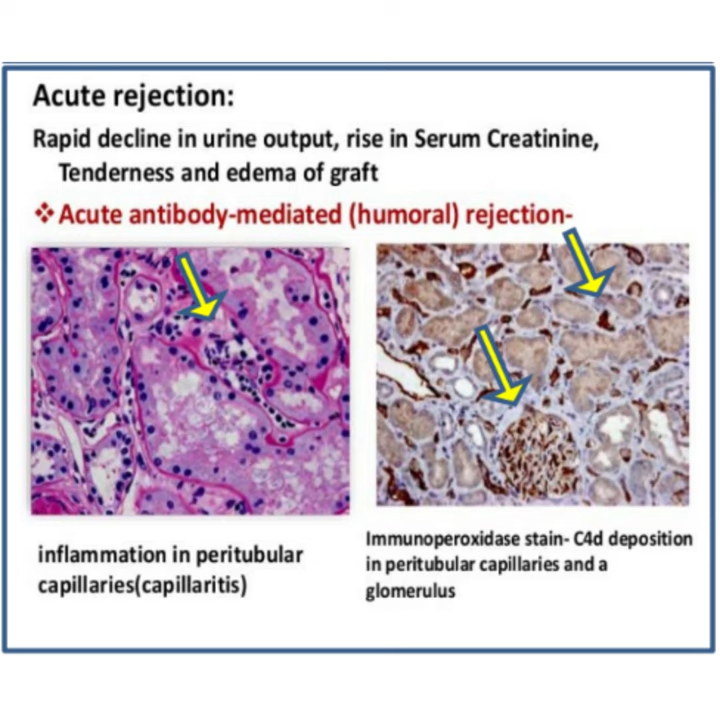 Acute rejection:
Rapid decline in urine output, rise in Serum Creatinine,
Tenderness and edema of graft
❖Acute antibody-mediated (humoral) rejection-
inflammation in peritubular
capillaries(capillaritis)
Immunoperoxidase stain- C4d deposition
in peritubular capillaries and a
glomerulus